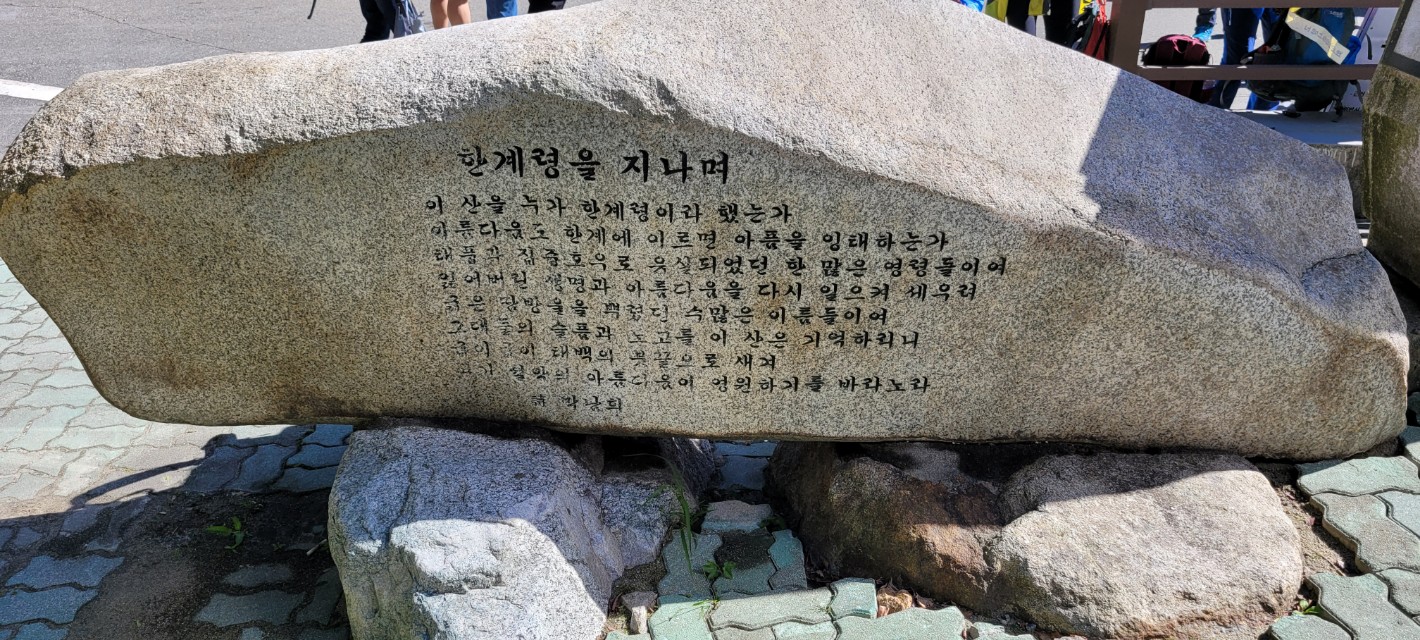 한계령을 지나며
이 산을 누가 한계령이라 했는가
아름다움도 한계에 이르면 아픔을 잉태하는가
태풍과 집중호우로 유실되었던 한 많은 영령들이여
잃어버린 생명과 아름다움을 다시 일으켜 세우려
굵은 땀방울을 뿌렸던 수많은 이름들이여
그대들의 슬픔과 노고를 이 산은 기억하리니
태백의 붓끝으로 새겨
아름다움이 영원하기를 바라노라
詩